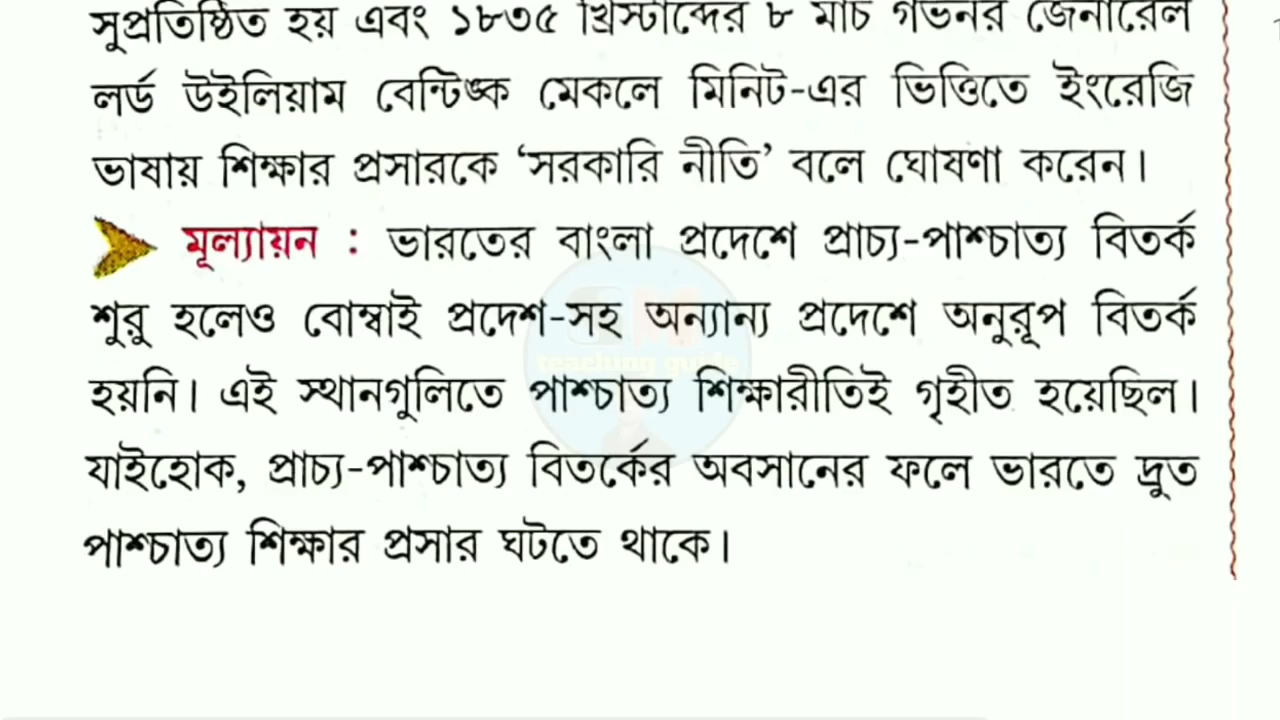 সুপ্রতিষ্ঠিত হয় এবং ১৮৩৫ খ্রিস্টাব্দের ৮ মার্চ গভর্নর জেনারেল
লর্ড উইলিয়াম বেন্টিঙ্ক মেকলে মিনিট-এর ভিত্তিতে ইংরেজি
ভাষায় শিক্ষার প্রসারকে ‘সরকারি নীতি’ বলে ঘোষণা করেন।
মূল্যায়ন : ভারতের বাংলা প্রদেশে প্রাচ্য-পাশ্চাত্য বিতর্ক
শুরু হলেও বোম্বাই প্রদেশ-সহ অন্যান্য প্রদেশে অনুরূপ বিতর্ক
হয়নি। এই স্থানগুলিতে পাশ্চাত্য শিক্ষারীতিই গৃহীত হয়েছিল।
যাইহোক, প্রাচ্য-পাশ্চাত্য বিতর্কের অবসানের ফলে ভারতে দ্রুত
পাশ্চাত্য শিক্ষার প্রসার ঘটতে থাকে।
teaching guide